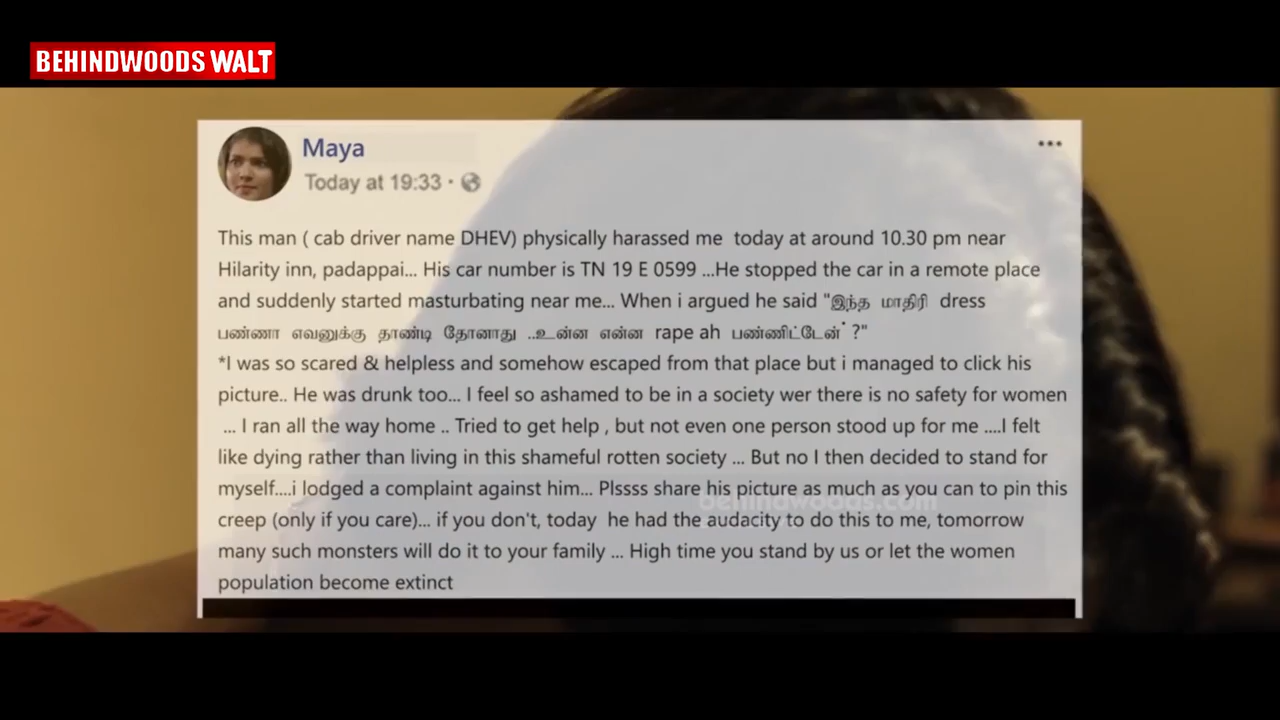 BEHINDWOODS WALT
Maya
Today at 19:33 ·
This man ( cab driver name DHEV) physically harassed me today at around 10.30 pm near
Hilarity inn, padappai... His car number is TN 19 E 0599 ...He stopped the car in a remote place
and suddenly started masturbating near me... When i argued he said "இந்த மாதிரி dress
பண்ணா எவனுக்கு தாண்டி தோனாது ..உன்ன என்ன rape ah பண்ணிட்டேன் ?"
*I was so scared & helpless and somehow escaped from that place but i managed to click his
picture.. He was drunk too... I feel so ashamed to be in a society wer there is no safety for women
... I ran all the way home .. Tried to get help , but not even one person stood up for me ....I felt
like dying rather than living in this shameful rotten society ... But no I then decided to stand for
myself....i lodged a complaint against him... Plssss share his picture as much as you can to pin this
behindwoods.com
creep (only if you care)... if you don't, today he had the audacity to do this to me, tomorrow
many such monsters will do it to your family ... High time you stand by us or let the women
population become extinct